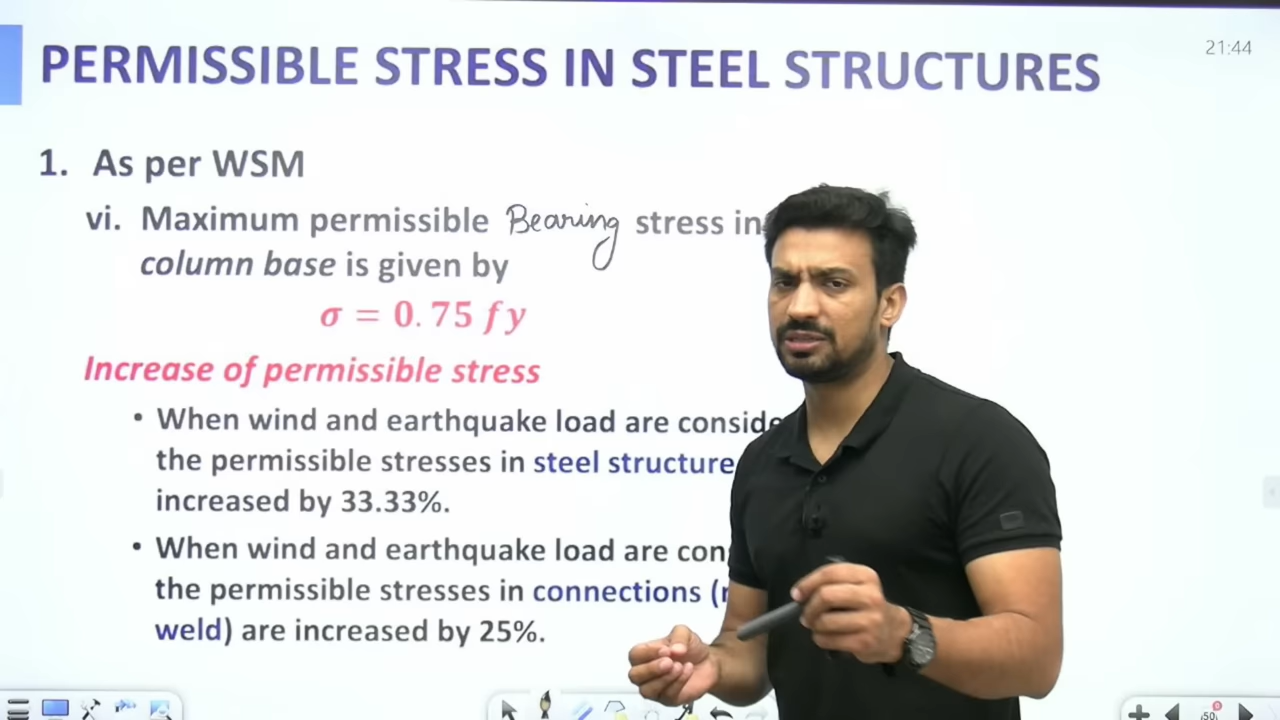 PERMISSIBLE STRESS IN STEEL STRUCTURES
21:44
1. As per WSM
vi. Maximum permissible Bearing stress in
column base is given by
σ = 0.75 fy
Increase of permissible stress
• When wind and earthquake load are
the permissible stresses in steel structure
increased by 33.33%.
• When wind and earthquake load are
the permissible stresses in connections
weld) are increased by 25%.
50